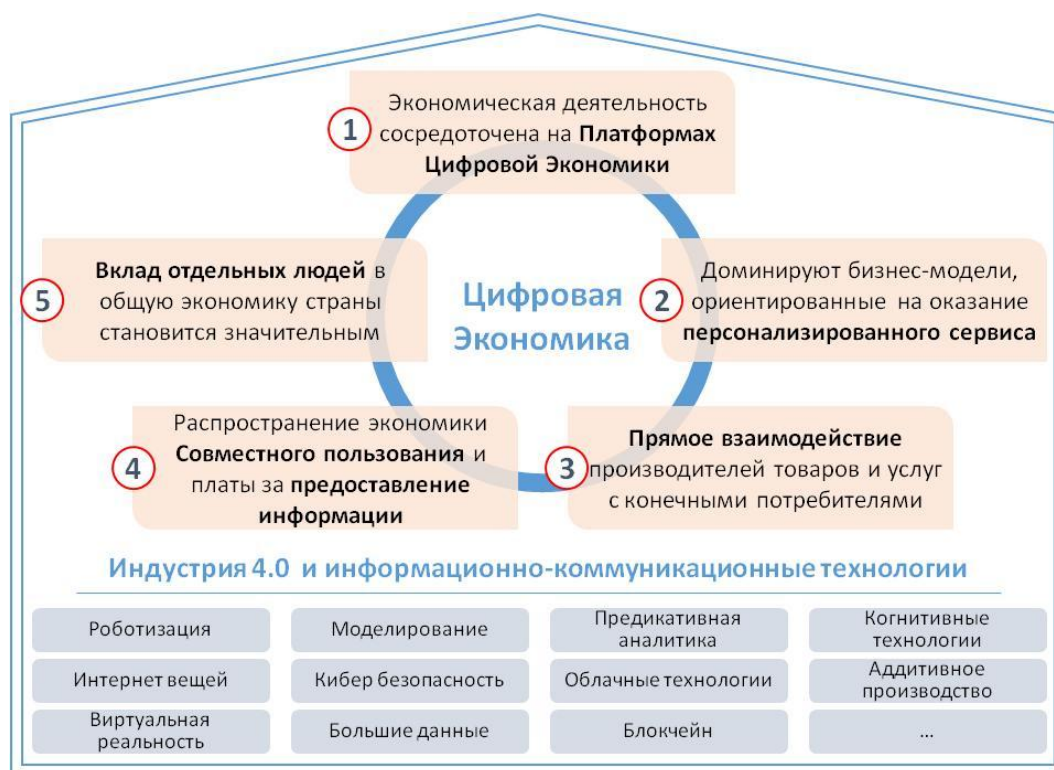 1
Экономическая деятельность
сосредоточена на Платформах
Цифровой Экономики
5
Вклад отдельных людей в
общую экономику страны
становится значительным
Цифровая
Экономика
2
Доминируют бизнес-модели,
ориентированные на оказание
персонализированного сервиса
4
Распространение экономики
Совместного пользования и
платы за предоставление
информации
3
Прямое взаимодействие
производителей товаров и услуг
с конечными потребителями
Индустрия 4.0 и информационно-коммуникационные технологии
Роботизация
Моделирование
Предикативная
аналитика
Когнитивные
технологии
Интернет вещей
Кибер безопасность
Облачные технологии
Аддитивное
производство
Виртуальная
реальность
Большие данные
Блокчейн
...